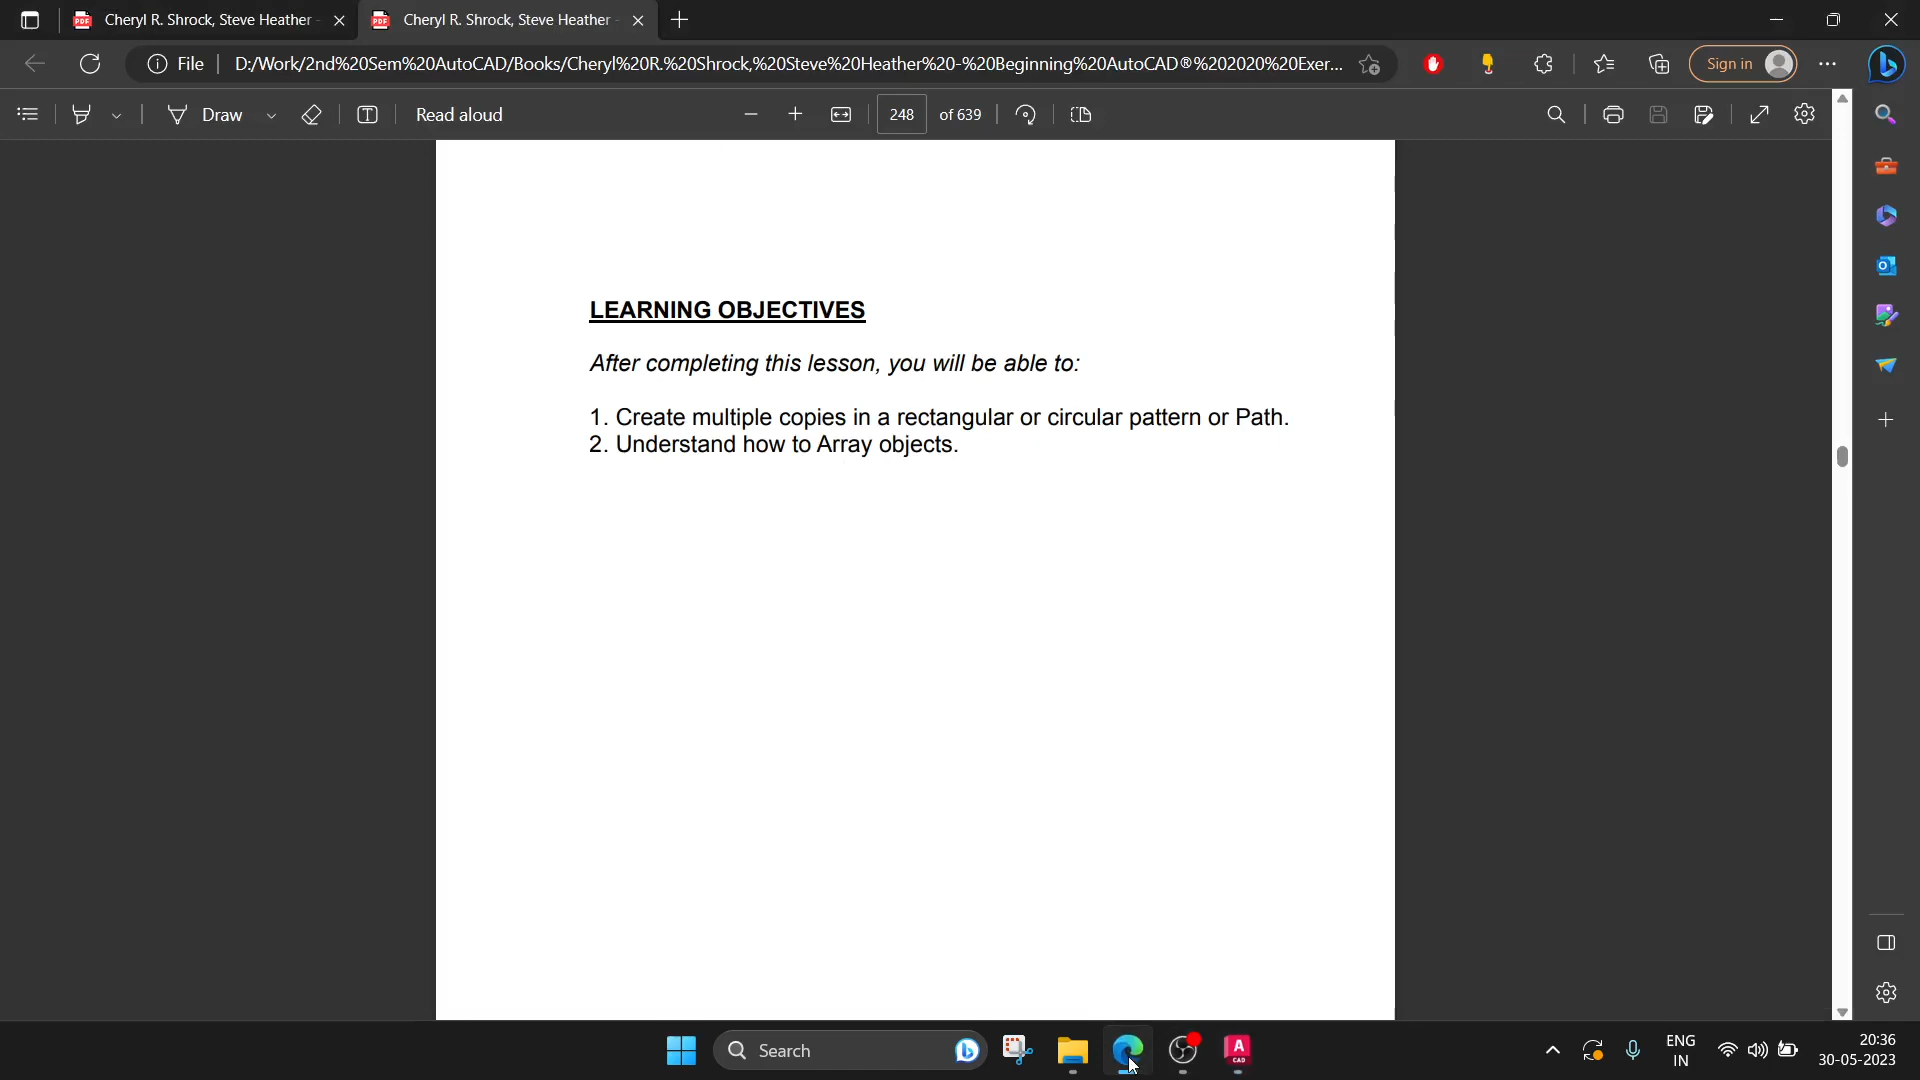 Cheryl R. Shrock, Steve Heather -
Cheryl R. Shrock, Steve Heather -
File
D:/Work/2nd%20Sem%20AutoCAD/Books/Cheryl%20R.%20Shrock,%20Steve%20Heather%20-%20Beginning%20AutoCAD®%202020%20Exer...
Sign in
Draw
Read aloud
248 of 639
LEARNING OBJECTIVES
After completing this lesson, you will be able to:
1. Create multiple copies in a rectangular or circular pattern or Path.
2. Understand how to Array objects.
Search
ENG
IN
20:36
30-05-2023